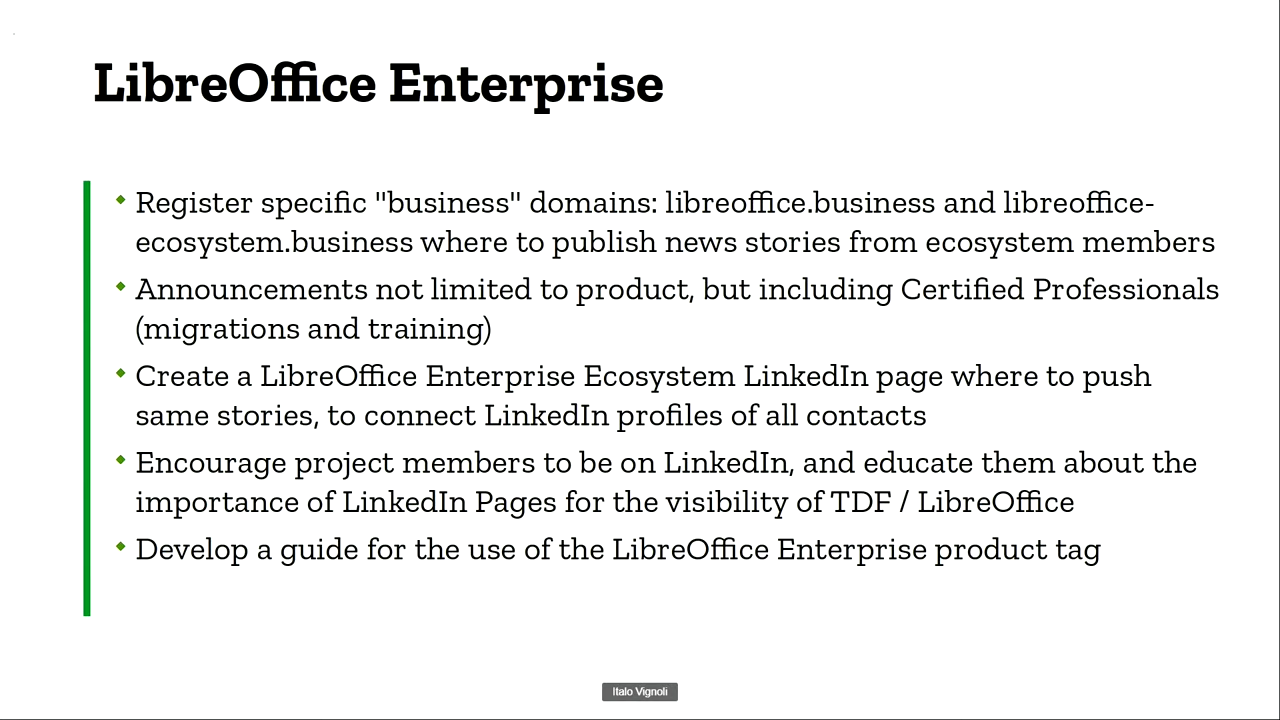 LibreOffice Enterprise
Register specific "business" domains: libreoffice.business and libreoffice-
ecosystem.business where to publish news stories from ecosystem members
Announcements not limited to product, but including Certified Professionals
(migrations and training)
Create a LibreOffice Enterprise Ecosystem LinkedIn page where to push
same stories, to connect LinkedIn profiles of all contacts
Encourage project members to be on LinkedIn, and educate them about the
importance of LinkedIn Pages for the visibility of TDF / LibreOffice
Develop a guide for the use of the LibreOffice Enterprise product tag
Italo Vignoli